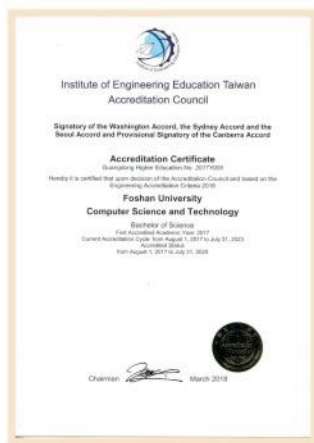 Institute of Engineering Education Taiwan
Accreditation Council
Signatory of the Washington Accord, the Sydney Accord and the
Seoul Accord and Provisional Signatory of the Canberra Accord
Accreditation Certificate
Guangdong Higher Education No.
Hereby it is certified that upon decision of the Accreditation Council and based on the
Engineering Accreditation Criteria 2016
Foshan University
Computer Science and Technology
Bachelor of Science
First Accredited Academic Year: 2017
Current Accreditation Cycle: from August 1, 2017 to July 31, 2023
Accredited Status
from August 1, 2017 to July 31,
Chairman
March 2018